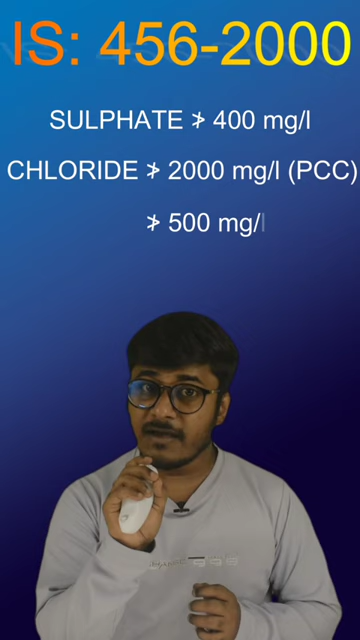 IS: 456-2000
SULPHATE ≯ 400 mg/l
CHLORIDE ≯ 2000 mg/l (PCC)
≯ 500 mg/l